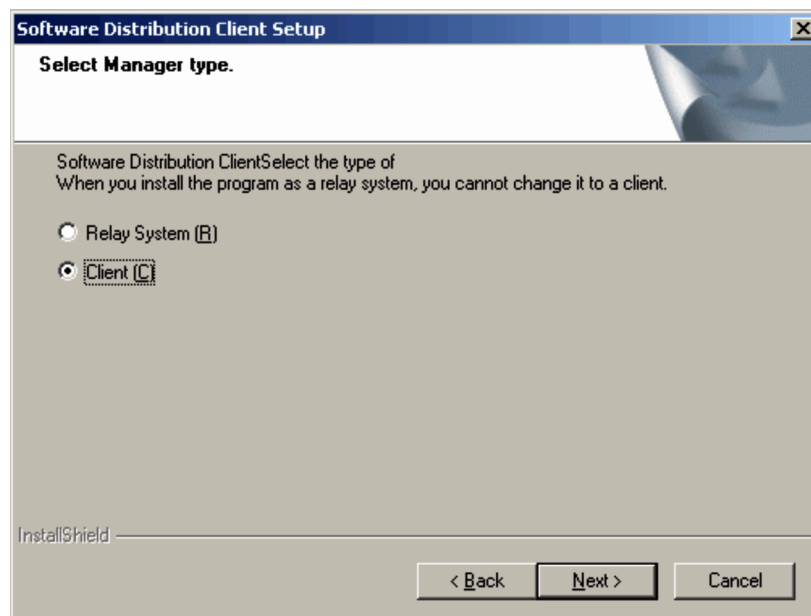 Software Distribution Client Setup
Select Manager type.
Software Distribution ClientSelect the type of
When you install the program as a relay system, you cannot change it to a client.
Relay System (R)
Client (C)
InstallShield
< Back
Next >
Cancel